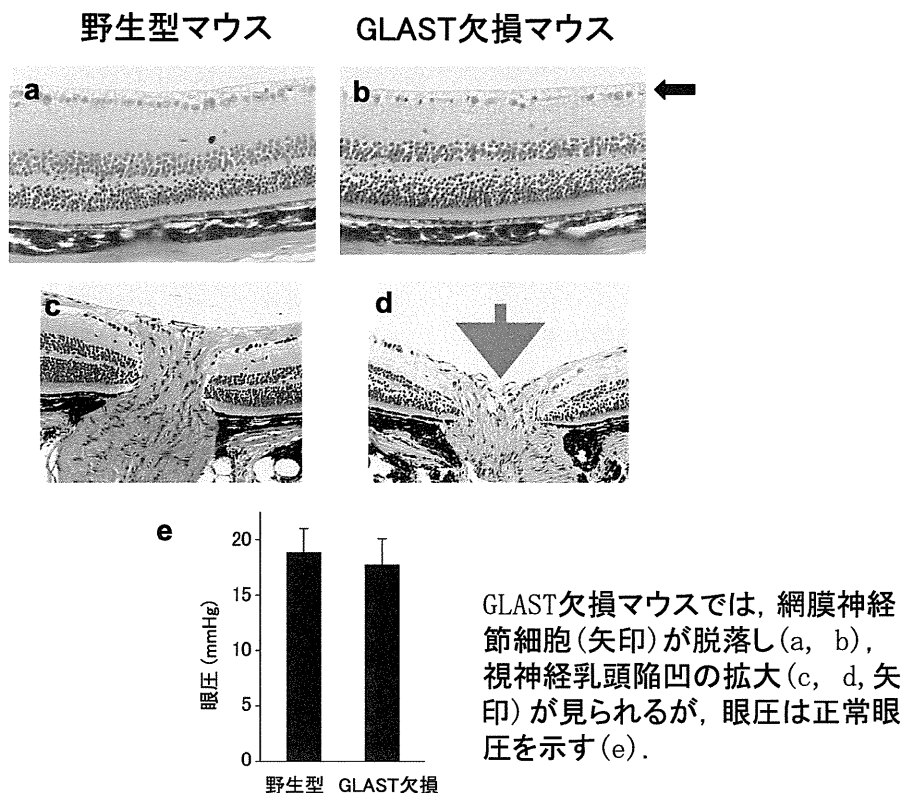 野生型マウス GLAST欠損マウス
a b
c d
e
20
15
10
5
0
眼圧 (mmHg)
野生型 GLAST欠損
GLAST欠損マウスでは, 網膜神経
節細胞(矢印)が脱落し(a, b),
視神経乳頭陥凹の拡大(c, d, 矢
印)が見られるが, 眼圧は正常眼
圧を示す(e).